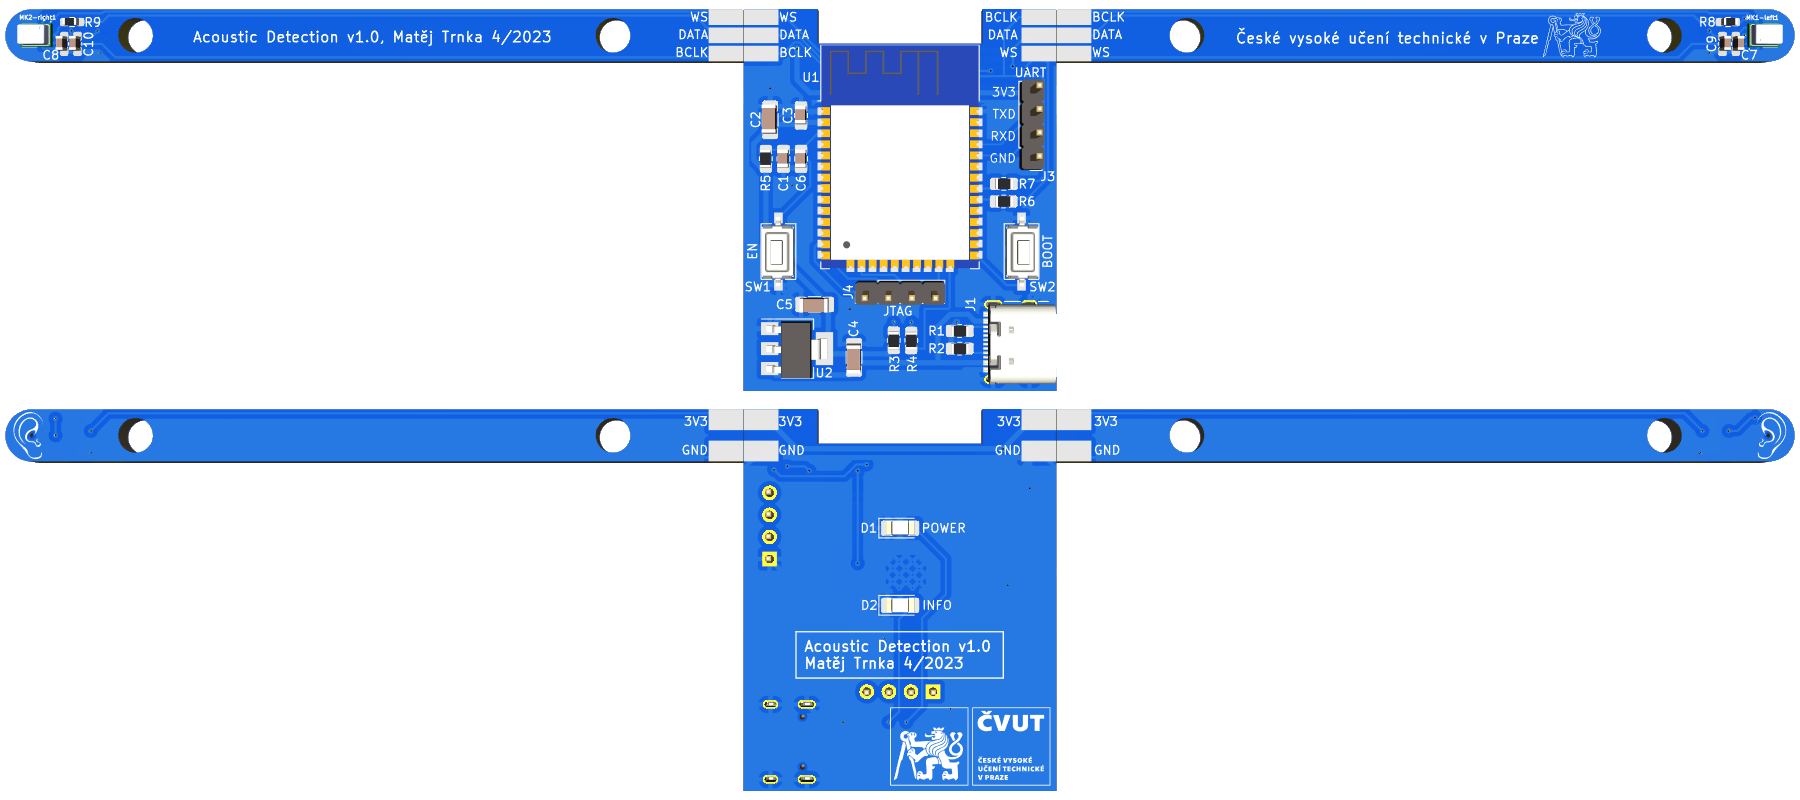 MK2-right1
R9
C8
C10
Acoustic Detection v1.0, Matěj Trnka 4/2023
WS WS
DATA DATA
BCLK BCLK
BCLK BCLK
DATA DATA
WS WS
České vysoké učení technické v Praze
R8
MK1-left1
C9
C7
U1
UART
3V3
TXD
RXD
GND
J3
C2
C3
R5
C1
C6
R7
R6
EN
SW1
BOOT
SW2
C5
J4
JTAG
J1
U2
C4
R3
R4
R1
R2
3V3 3V3
GND GND
3V3 3V3
GND GND
D1 POWER
D2 INFO
Acoustic Detection v1.0
Matěj Trnka 4/2023
ČVUT
ČESKÉ VYSOKÉ
UČENÍ TECHNICKÉ
V PRAZE